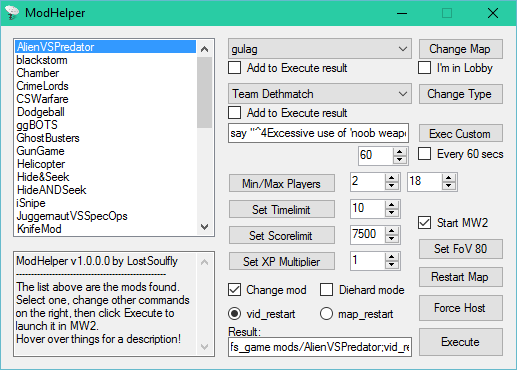 ModHelper
AlienVSPredator
blackstorm
Chamber
CrimeLords
CSWarfare
Dodgeball
ggBOTS
GhostBusters
GunGame
Helicopter
Hide&Seek
HideANDSeek
iSnipe
JuggernautVSSpecOps
KnifeMod
ModHelper v1.0.0.0 by LostSoulfly
--------------------------------------------------
The list above are the mods found.
Select one, change other commands
on the right, then click Execute to
launch it in MW2.
Hover over things for a description!
gulag
Change Map
Add to Execute result
I'm in Lobby
Team Dethmatch
Change Type
Add to Execute result
say "^4Excessive use of 'noob weap
Exec Custom
60
Every 60 secs
Min/Max Players
2
18
Set Timelimit
10
Start MW2
Set Scorelimit
7500
Set FoV 80
Set XP Multiplier
1
Restart Map
Change mod
Diehard mode
vid_restart
map_restart
Force Host
Result:
fs_game mods/AlienVSPredator;vid_re
Execute